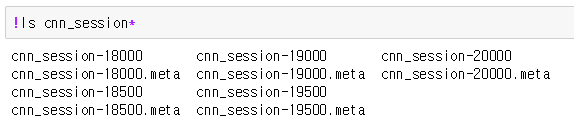 !ls cnn_session*
cnn_session-18000 cnn_session-19000 cnn_session-20000
cnn_session-18000.meta cnn_session-19000.meta cnn_session-20000.meta
cnn_session-18500 cnn_session-19500
cnn_session-18500.meta cnn_session-19500.meta